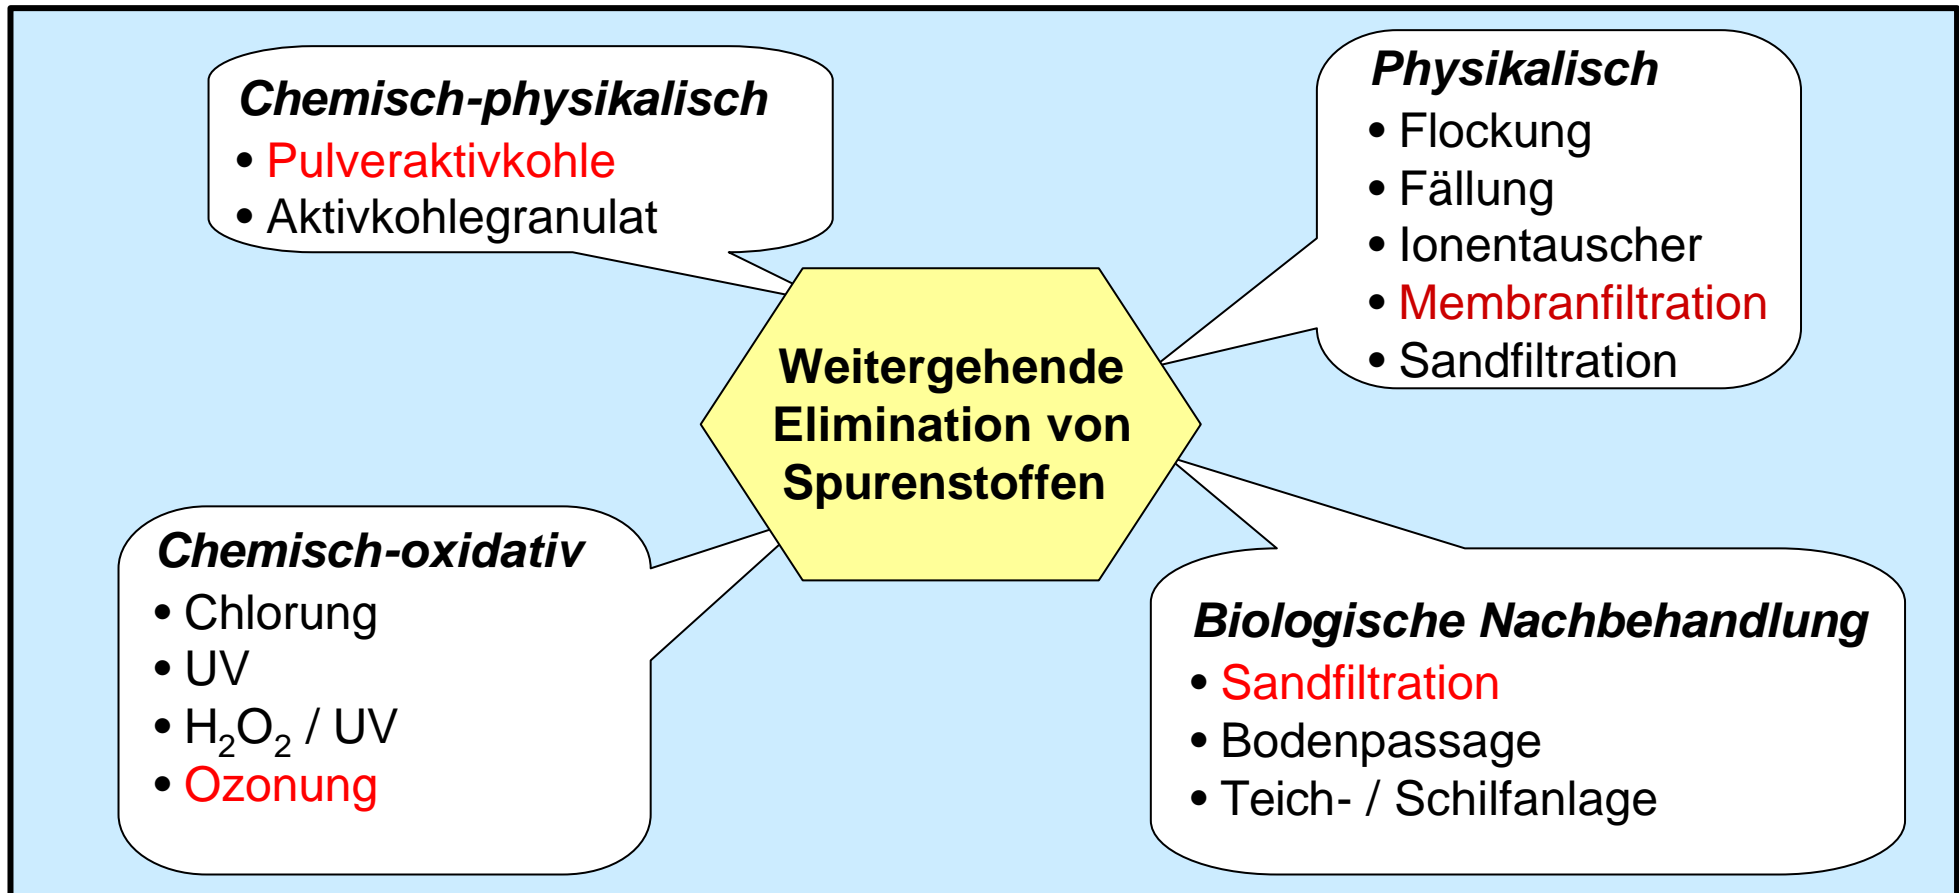 Chemisch-physikalisch
• Pulveraktivkohle
• Aktivkohlegranulat
Physikalisch
• Flockung
• Fällung
• Ionentauscher
• Membranfiltration
• Sandfiltration
Weitergehende
Elimination von
Spurenstoffen
Chemisch-oxidativ
• Chlorung
• UV
• H₂O₂ / UV
• Ozonung
Biologische Nachbehandlung
• Sandfiltration
• Bodenpassage
• Teich- / Schilfanlage